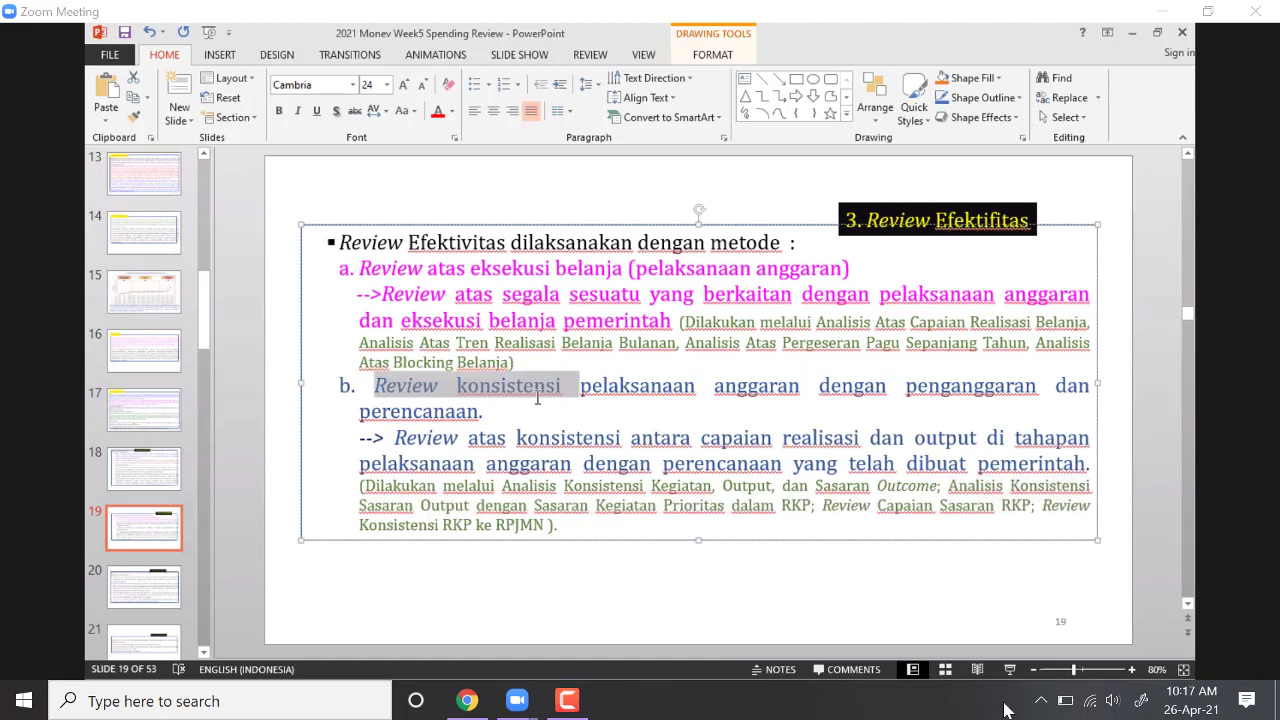 Zoom Meeting
2021 Monev Week5 Spending Review - PowerPoint
DRAWING TOOLS
?
FILE HOME INSERT DESIGN TRANSITIONS ANIMATIONS SLIDE SHOW REVIEW VIEW FORMAT
Sign in
Paste
New
Slide
Layout
Reset
Section
Cambria 24
B I U S abc AV Aa A
Text Direction
Align Text
Convert to SmartArt
Arrange
Quick
Styles
Shape Fill
Shape Outline
Shape Effects
Find
Replace
Select
Clipboard Slides Font Paragraph Drawing Editing
13
14
15
16
17
18
19
20
21
3. Review Efektifitas
▪ Review Efektivitas dilaksanakan dengan metode :
a. Review atas eksekusi belanja (pelaksanaan anggaran)
-->Review atas segala sesuatu yang berkaitan dengan pelaksanaan anggaran
dan eksekusi belanja pemerintah (Dilakukan melalui Analisis Atas Capaian Realisasi Belanja,
Analisis Atas Tren Realisasi Belanja Bulanan, Analisis Atas Pergeseran Pagu Sepanjang Tahun, Analisis
Atas Blocking Belanja)
b. Review konsistensi pelaksanaan anggaran dengan penganggaran dan
perencanaan.
--> Review atas konsistensi antara capaian realisasi dan output di tahapan
pelaksanaan anggaran dengan perencanaan yang telah dibuat pemerintah.
(Dilakukan melalui Analisis Konsistensi Kegiatan, Output, dan Sasaran Outcome; Analisis Konsistensi
Sasaran Output dengan Sasaran Kegiatan Prioritas dalam RKP; Review Capaian Sasaran RKP; Review
Konsistensi RKP ke RPJMN )
19
SLIDE 19 OF 53 ENGLISH (INDONESIA) NOTES COMMENTS 80%
Type here to search
10:17 AM
26-Apr-21